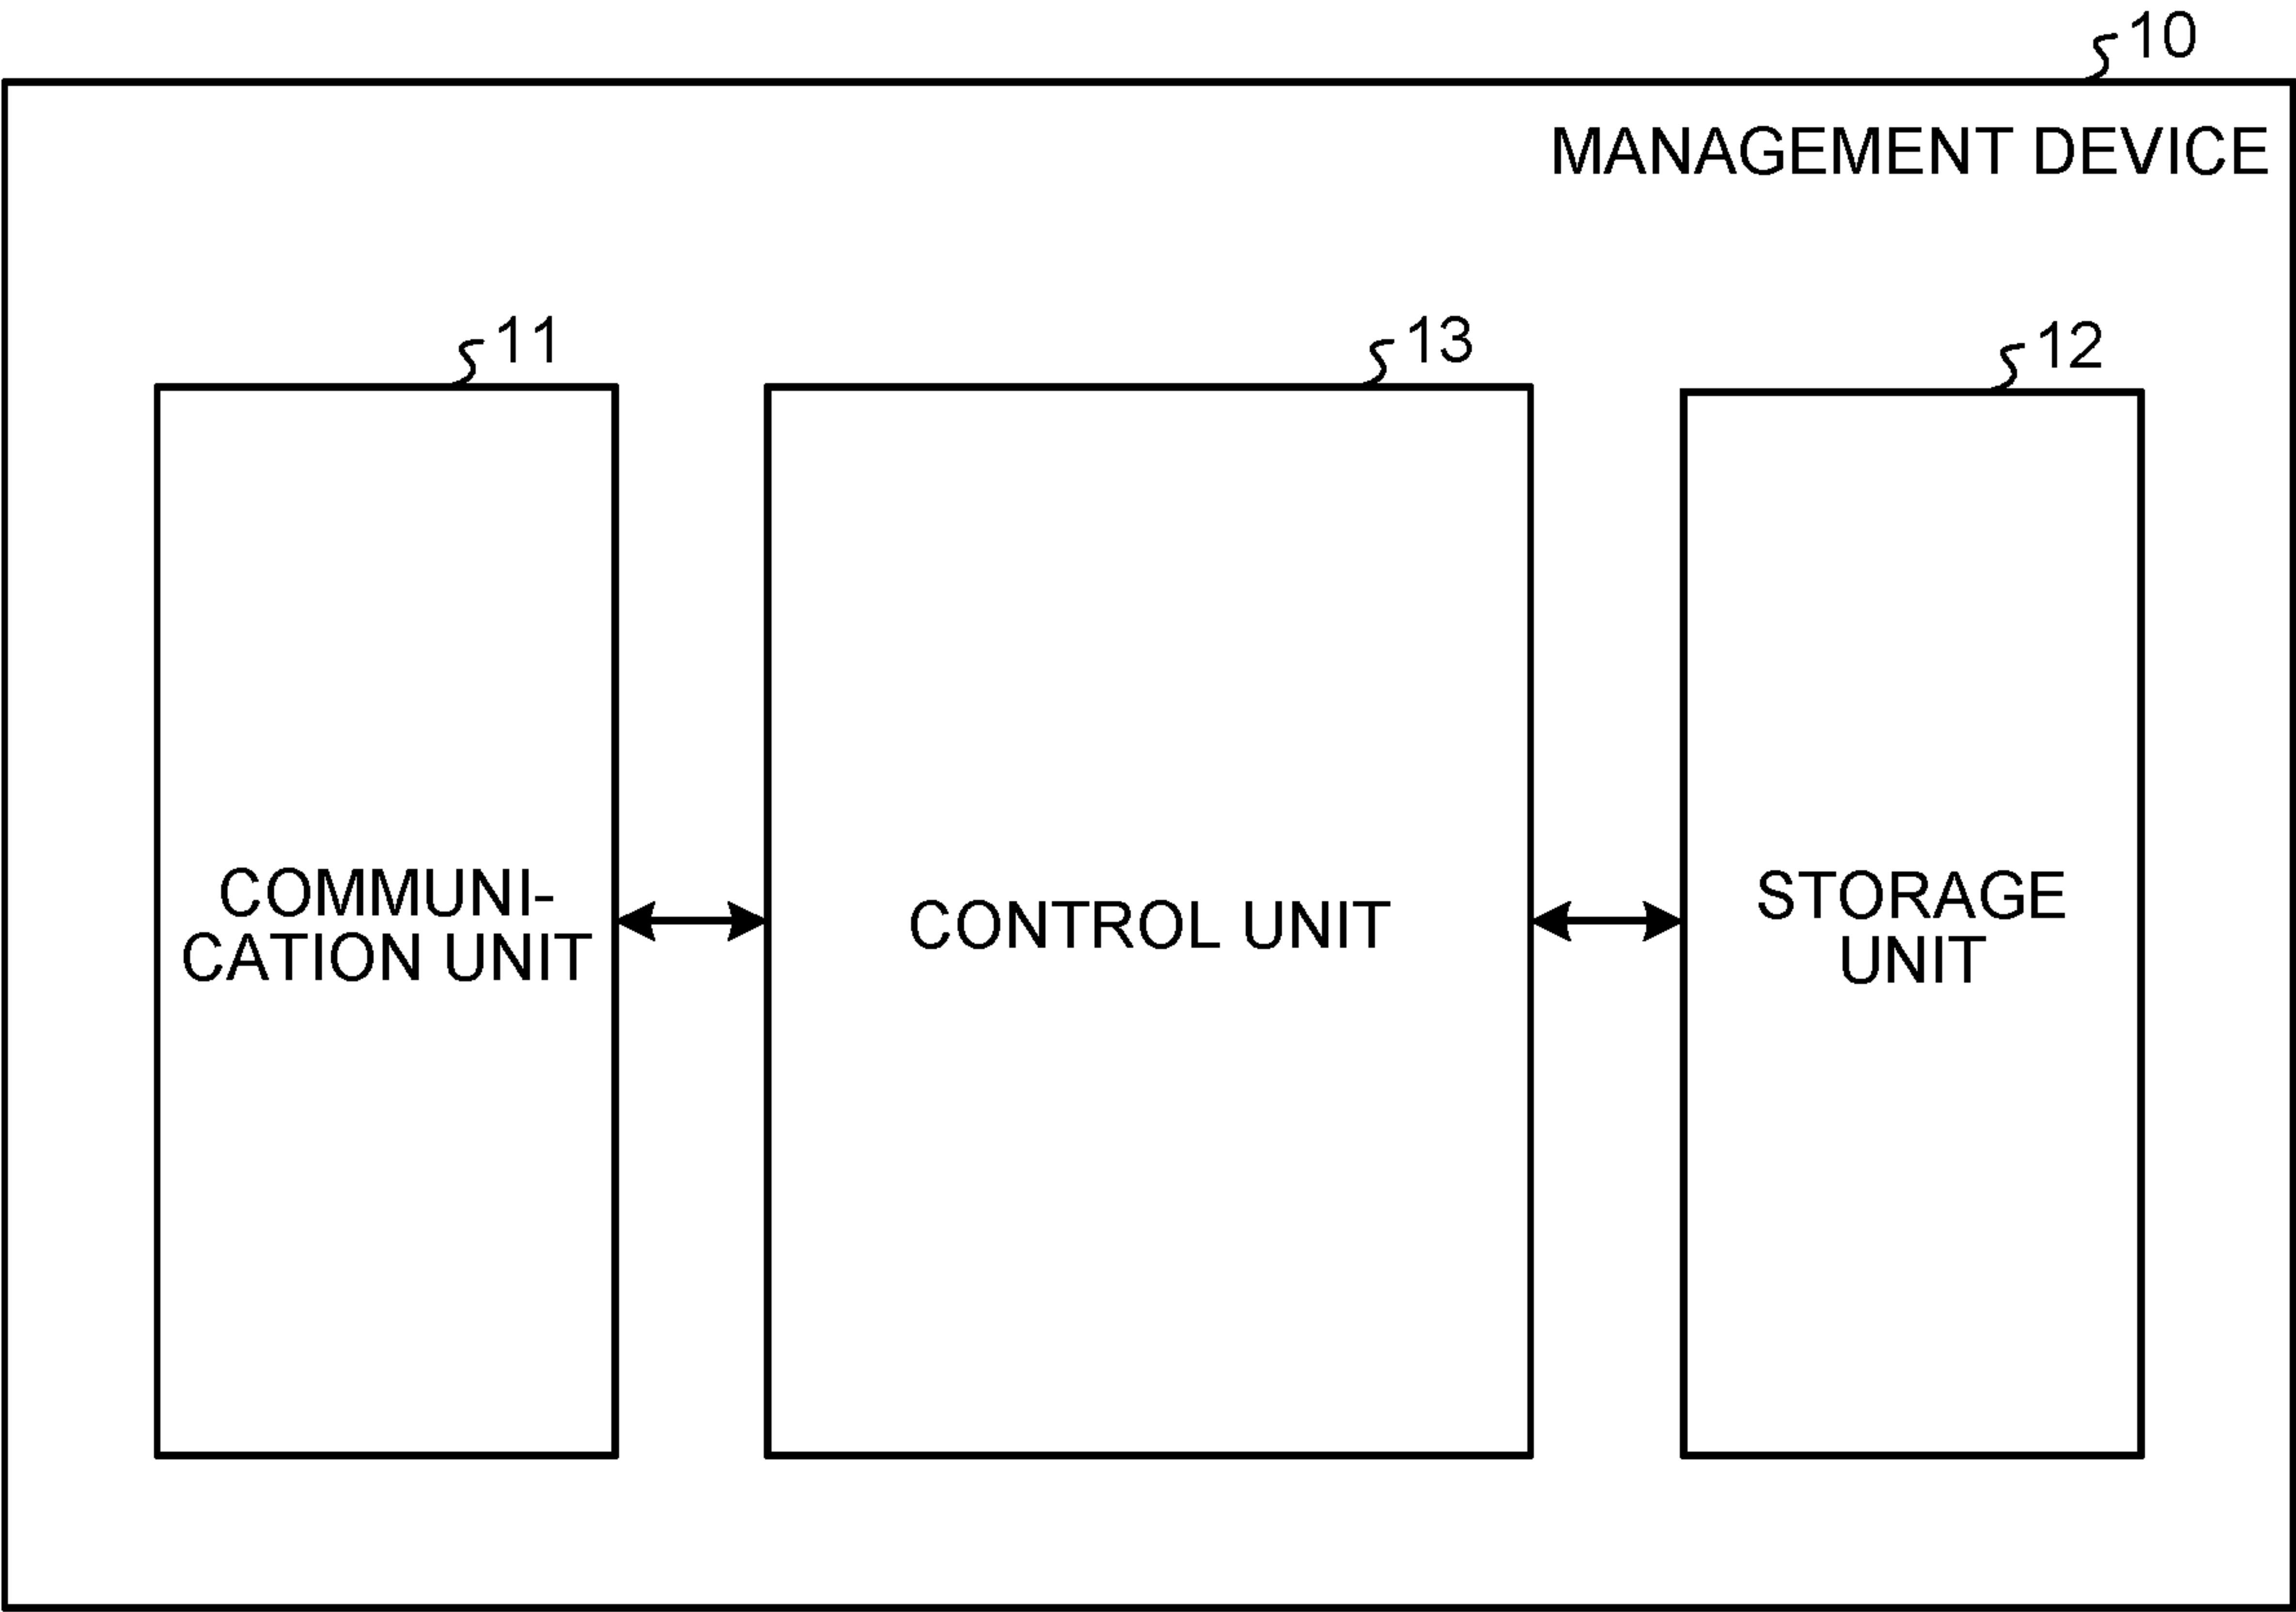 10
MANAGEMENT DEVICE
11
13
12
COMMUNI-
CATION UNIT
CONTROL UNIT
STORAGE
UNIT